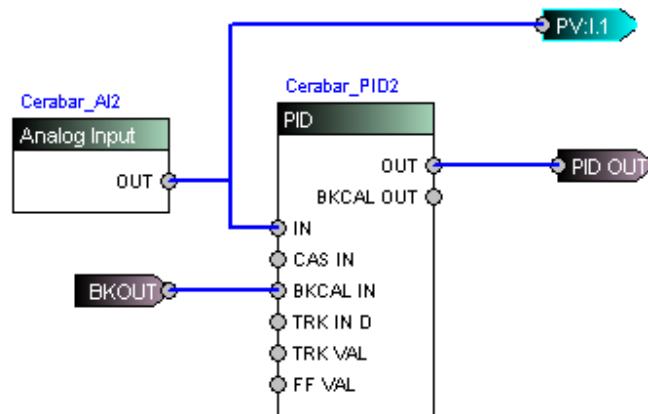 PV:I.1
Cerabar_AI2
Cerabar_PID2
Analog Input
PID
OUT
OUT
PID OUT
BKCAL OUT
IN
CAS IN
BKOUT
BKCAL IN
TRK IN D
TRK VAL
FF VAL